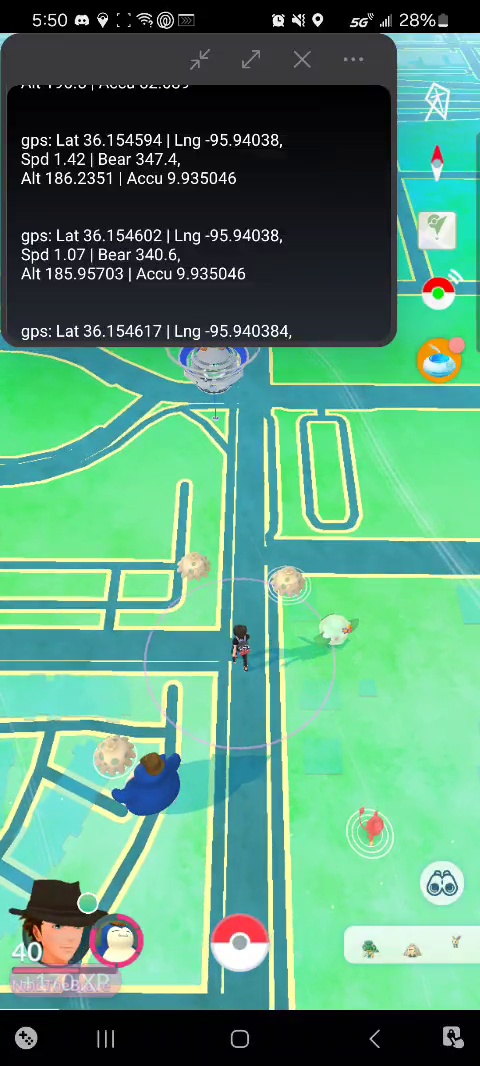 5:50
5G
28%
gps: Lat 36.154594 | Lng -95.94038,
Spd 1.42 | Bear 347.4,
Alt 186.2351 | Accu 9.935046
gps: Lat 36.154602 | Lng -95.94038,
Spd 1.07 | Bear 340.6,
Alt 185.95703 | Accu 9.935046
gps: Lat 36.154617 | Lng -95.940384,
40
+170 XP